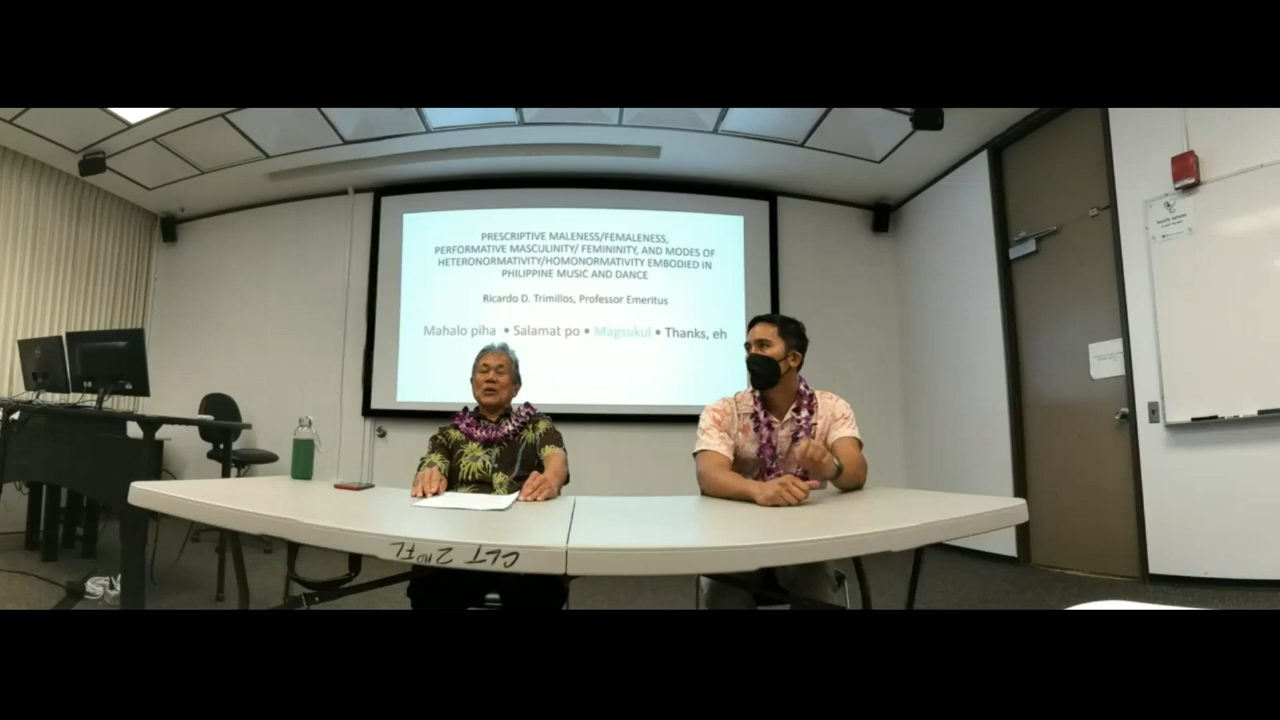 PRESCRIPTIVE MALENESS/FEMALENESS,
PERFORMATIVE MASCULINITY/ FEMININITY, AND MODES OF
HETERONORMATIVITY/HOMONORMATIVITY EMBODIED IN
PHILIPPINE MUSIC AND DANCE
Ricardo D. Trimillos, Professor Emeritus
Mahalo piha • Salamat po • Magsukul • Thanks, eh
CLT 2ND FL